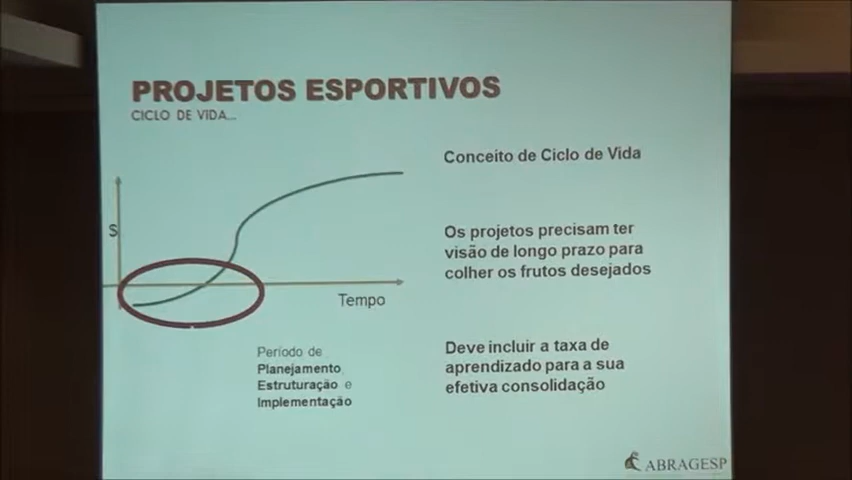 PROJETOS ESPORTIVOS
CICLO DE VIDA...
Conceito de Ciclo de Vida
$
Os projetos precisam ter
visão de longo prazo para
colher os frutos desejados
Tempo
Período de
Planejamento
Estruturação e
Implementação
Deve incluir a taxa de
aprendizado para a sua
efetiva consolidação
ABRAGESP